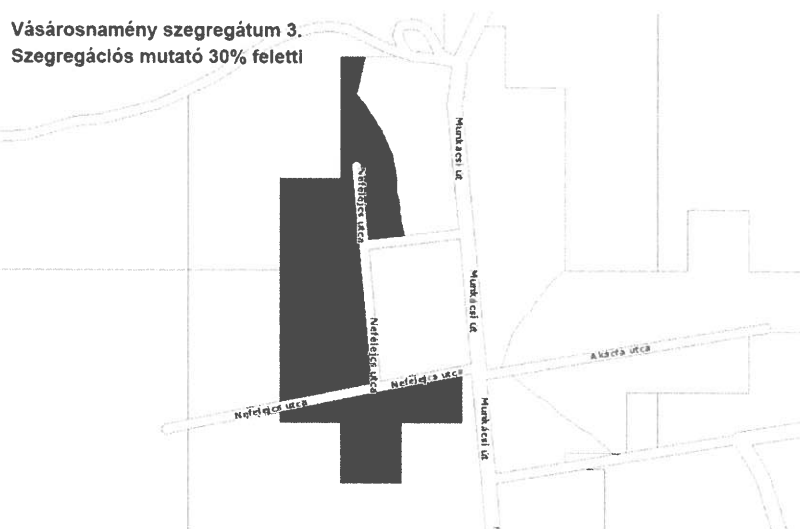 Vásárosnamény szegregátum 3.
Szegregációs mutató 30% feletti
Munkácsi út
Nefelejcs utca
Munkácsi út
Nefelejcs utca
Akácfa utca
Nefelejcs utca
Nefelejcs utca
Munkácsi út